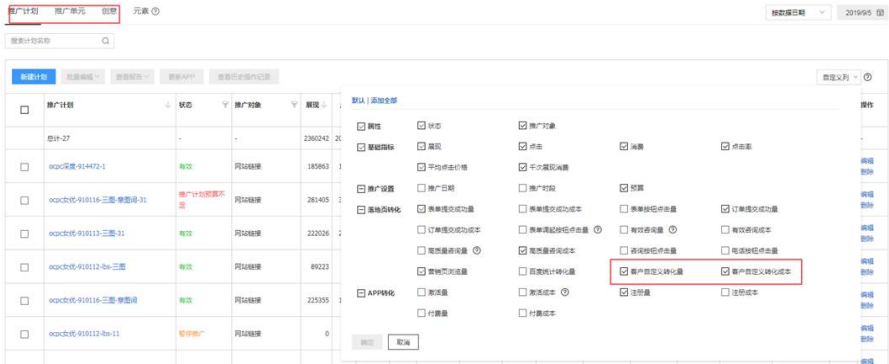 推广计划 推广单元 创意 元素 ?
按数据日期 2019/9/5
搜索计划名称
新建计划 批量编辑 查看报告 更新APP 查看历史操作记录 自定义列 ?
推广计划 状态 推广对象 展现 操作
总计-27 - - 2360242 20
ocpc深度-914472-1 有效 网站链接 185863 1 编辑
删除
ocpc女优-910116-三图-意图词-31 推广计划预算不足 网站链接 281405 3 编辑
删除
ocpc女优-910113-三图-31 有效 网站链接 222026 2 编辑
删除
ocpc女优-910112-lbs-三图 有效 网站链接 89223 编辑
删除
ocpc女优-910116-三图-意图词 有效 网站链接 225355 1 编辑
删除
ocpc女优-910112-lbs-11 暂停推广 网站链接 0 编辑
删除
编辑
默认 | 添加全部
属性 状态 推广对象
基础指标 展现 点击 消费 点击率
平均点击价格 千次展现消费
推广设置 推广日期 推广时段 预算
落地页转化 表单提交成功量 表单提交成功成本 表单按钮点击量 订单提交成功量
订单提交成功成本 表单调起按钮点击量 ? 有效咨询量 ? 有效咨询成本
高质量咨询量 ? 高质量咨询成本 咨询按钮点击量 电话按钮点击量
营销页浏览量 百度统计转化量 客户自定义转化量 客户自定义转化成本
APP转化 激活量 激活成本 ? 注册量 注册成本
付费量 付费成本
确定 取消